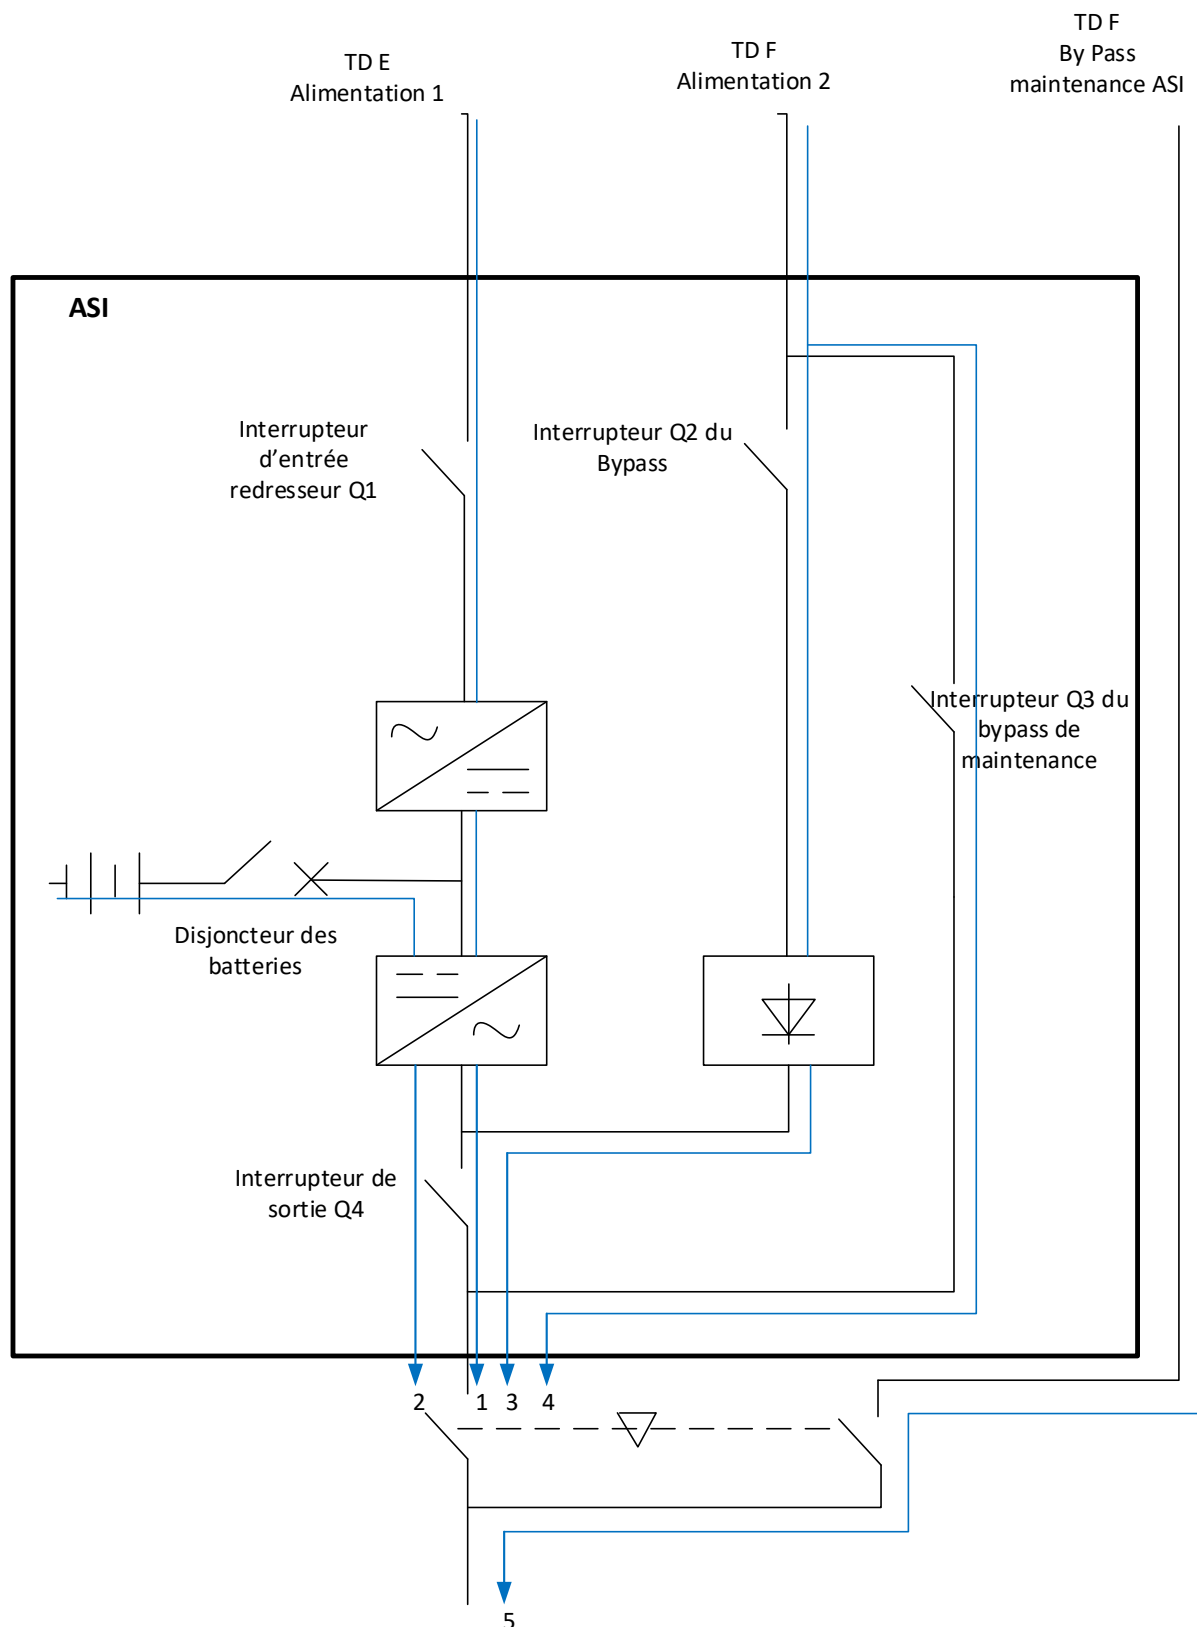 TD E
Alimentation 1
TD F
Alimentation 2
TD F
By Pass
maintenance ASI
ASI
Interrupteur
d’entrée
redresseur Q1
Interrupteur Q2 du
Bypass
Interrupteur Q3 du
bypass de
maintenance
Disjoncteur des
batteries
Interrupteur de
sortie Q4
2
1
3
4
5